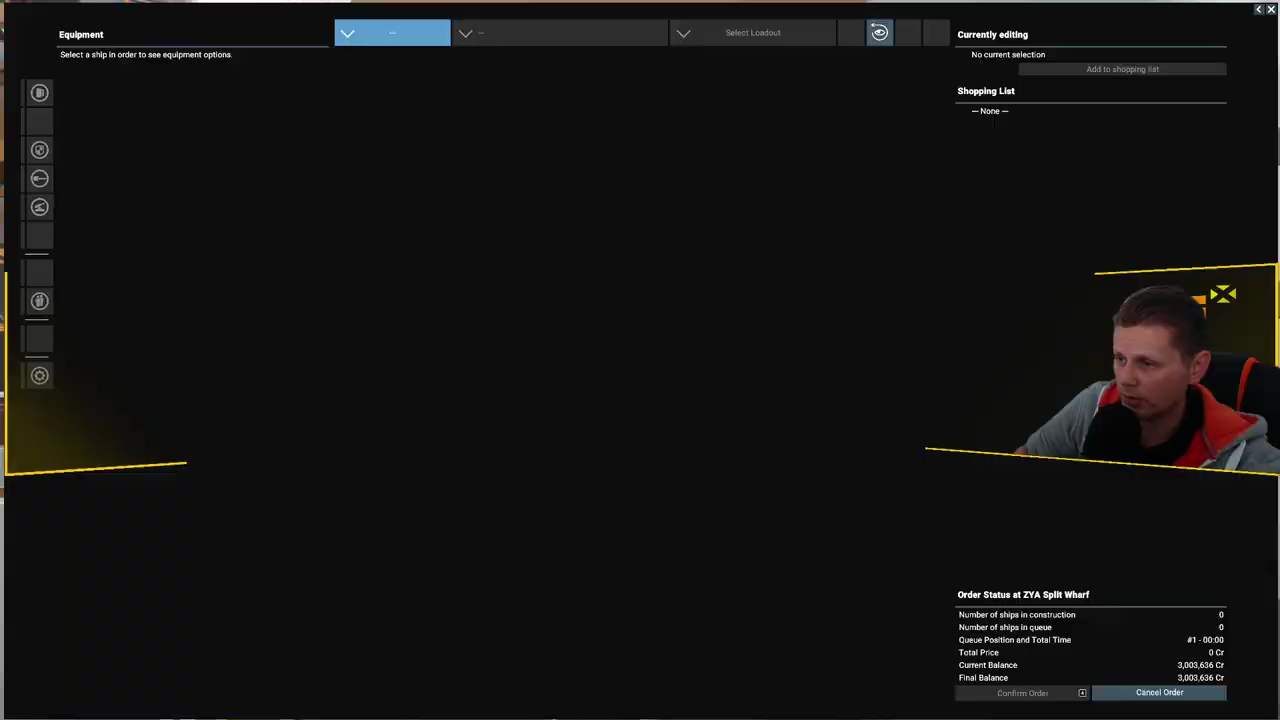 Equipment
Select a ship in order to see equipment options.
--
--
Select Loadout
Currently editing
No current selection
Add to shopping list
Shopping List
— None —
Order Status at ZYA Split Wharf
Number of ships in construction 0
Number of ships in queue 0
Queue Position and Total Time #1 - 00:00
Total Price 0 Cr
Current Balance 3,003,636 Cr
Final Balance 3,003,636 Cr
Confirm Order
Cancel Order